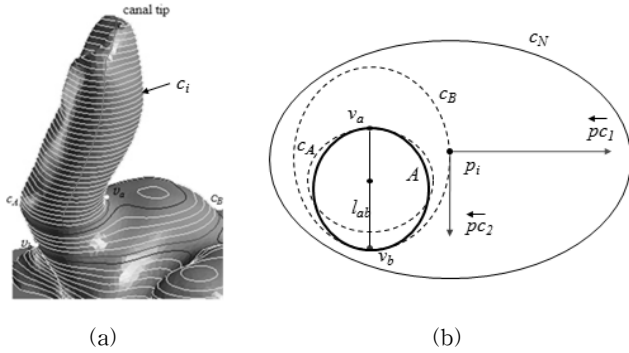 canal tip
c_i
c_A
v_a
c_B
v_b
(a)
c_N
c_B
v_a
c_A
A
p_i
pc_1
l_ab
pc_2
v_b
(b)